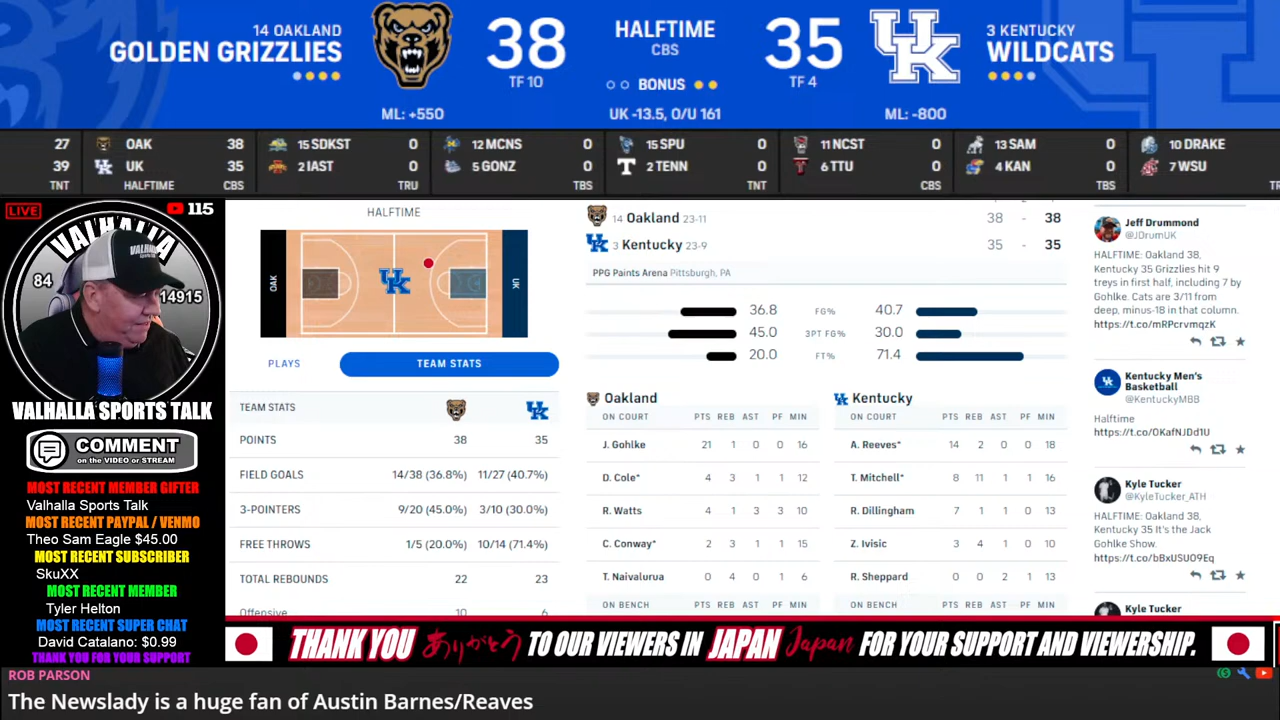 14 OAKLAND
GOLDEN GRIZZLIES
38
TF 10
ML: +550
HALFTIME
CBS
BONUS
UK -13.5, O/U 161
35
TF 4
ML: -800
3 KENTUCKY
WILDCATS
UK
27
39
TNT
OAK 38
UK 35
HALFTIME CBS
15 SDKST 0
2 IAST 0
TRU
12 MCNS 0
5 GONZ 0
TBS
15 SPU 0
2 TENN 0
TNT
11 NCST 0
6 TTU 0
CBS
13 SAM 0
4 KAN 0
TBS
10 DRAKE
7 WSU
LIVE
115
VALHALLA
84
14915
VALHALLA SPORTS TALK
COMMENT
on the VIDEO or STREAM
MOST RECENT MEMBER GIFTER
Valhalla Sports Talk
MOST RECENT PAYPAL / VENMO
Theo Sam Eagle $45.00
MOST RECENT SUBSCRIBER
SkuXX
MOST RECENT MEMBER
Tyler Helton
MOST RECENT SUPER CHAT
David Catalano: $0.99
THANK YOU FOR YOUR SUPPORT
HALFTIME
OAK
UK
UK
PLAYS
TEAM STATS
TEAM STATS
POINTS 38 35
FIELD GOALS 14/38 (36.8%) 11/27 (40.7%)
3-POINTERS 9/20 (45.0%) 3/10 (30.0%)
FREE THROWS 1/5 (20.0%) 10/14 (71.4%)
TOTAL REBOUNDS 22 23
Offensive 10 6
14 Oakland 23-11 38 - 38
3 Kentucky 23-9 35 - 35
PPG Paints Arena Pittsburgh, PA
36.8 FG% 40.7
45.0 3PT FG% 30.0
20.0 FT% 71.4
Oakland
ON COURT PTS REB AST PF MIN
J. Gohlke 21 1 0 0 16
D. Cole* 4 3 1 1 12
R. Watts 4 1 3 3 10
C. Conway* 2 3 1 1 15
T. Naivalurua 0 4 0 1 6
ON BENCH PTS REB AST PF MIN
Kentucky
ON COURT PTS REB AST PF MIN
A. Reeves* 14 2 0 0 18
T. Mitchell* 8 11 1 1 16
R. Dillingham 7 1 1 0 13
Z. Ivisic 3 4 1 0 10
R. Sheppard 0 0 2 1 13
ON BENCH PTS REB AST PF MIN
Jeff Drummond
@JDrumUK
HALFTIME: Oakland 38,
Kentucky 35 Grizzlies hit 9
treys in first half, including 7 by
Gohlke. Cats are 3/11 from
deep, minus-18 in that column.
https://t.co/mRPcrvmqzK
Kentucky Men's
Basketball
@KentuckyMBB
Halftime
https://t.co/OKafNJDd1U
Kyle Tucker
@KyleTucker_ATH
HALFTIME: Oakland 38,
Kentucky 35 It's the Jack
Gohlke Show.
https://t.co/bBxUSUO9Eq
Kyle Tucker
THANK YOU ありがとう TO OUR VIEWERS IN JAPAN Japan FOR YOUR SUPPORT AND VIEWERSHIP.
ROB PARSON
The Newslady is a huge fan of Austin Barnes/Reaves